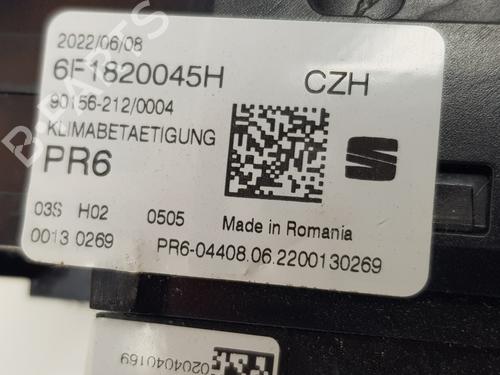 2022/06/08
6F1820045H CZH
90156-212/0004
KLIMABETAETIGUNG
PR6
03S H02 0505 Made in Romania
0013 0269 PR6-04408.06.2200130269
0204040169
B-PARTS